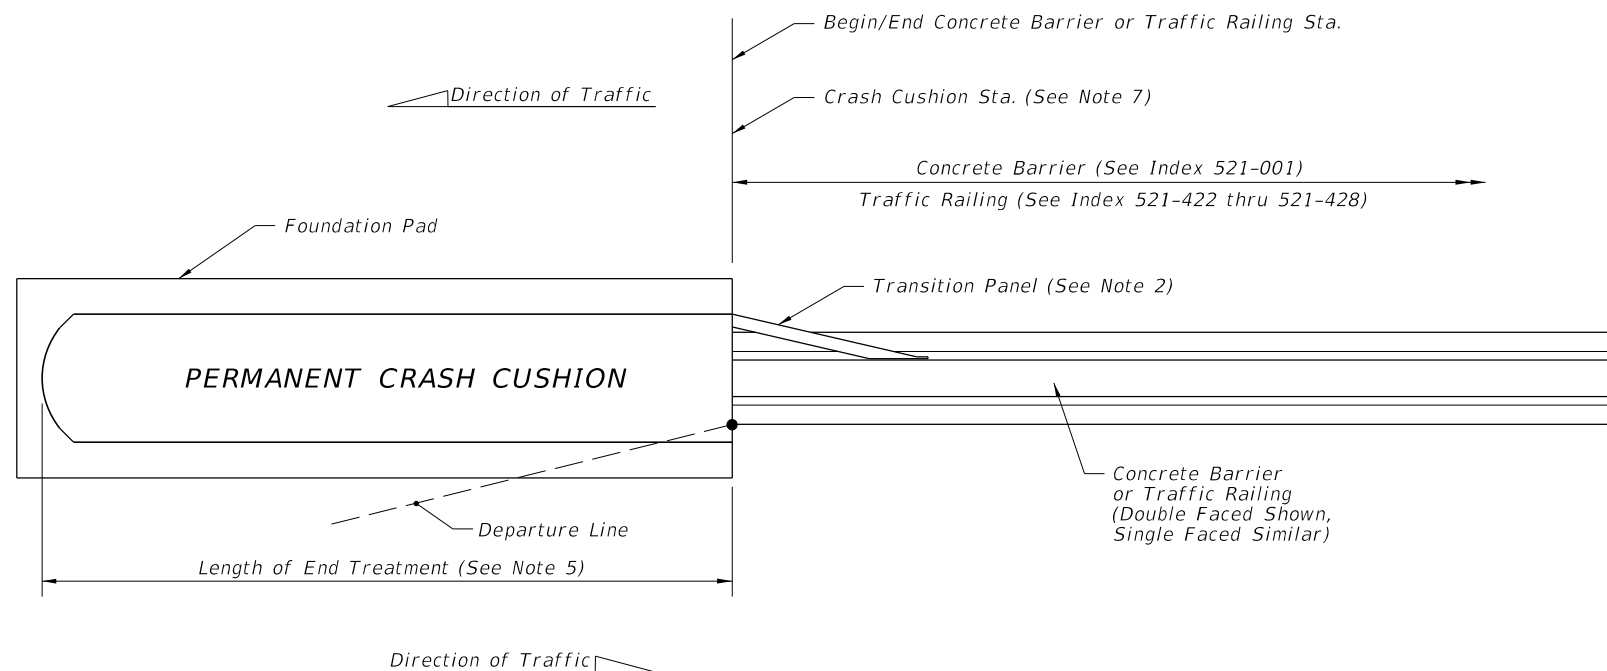 Begin/End Concrete Barrier or Traffic Railing Sta.
Direction of Traffic
Crash Cushion Sta. (See Note 7)
Concrete Barrier (See Index 521-001)
Traffic Railing (See Index 521-422 thru 521-428)
Foundation Pad
Transition Panel (See Note 2)
PERMANENT CRASH CUSHION
Concrete Barrier
or Traffic Railing
(Double Faced Shown,
Single Faced Similar)
Departure Line
Length of End Treatment (See Note 5)
Direction of Traffic